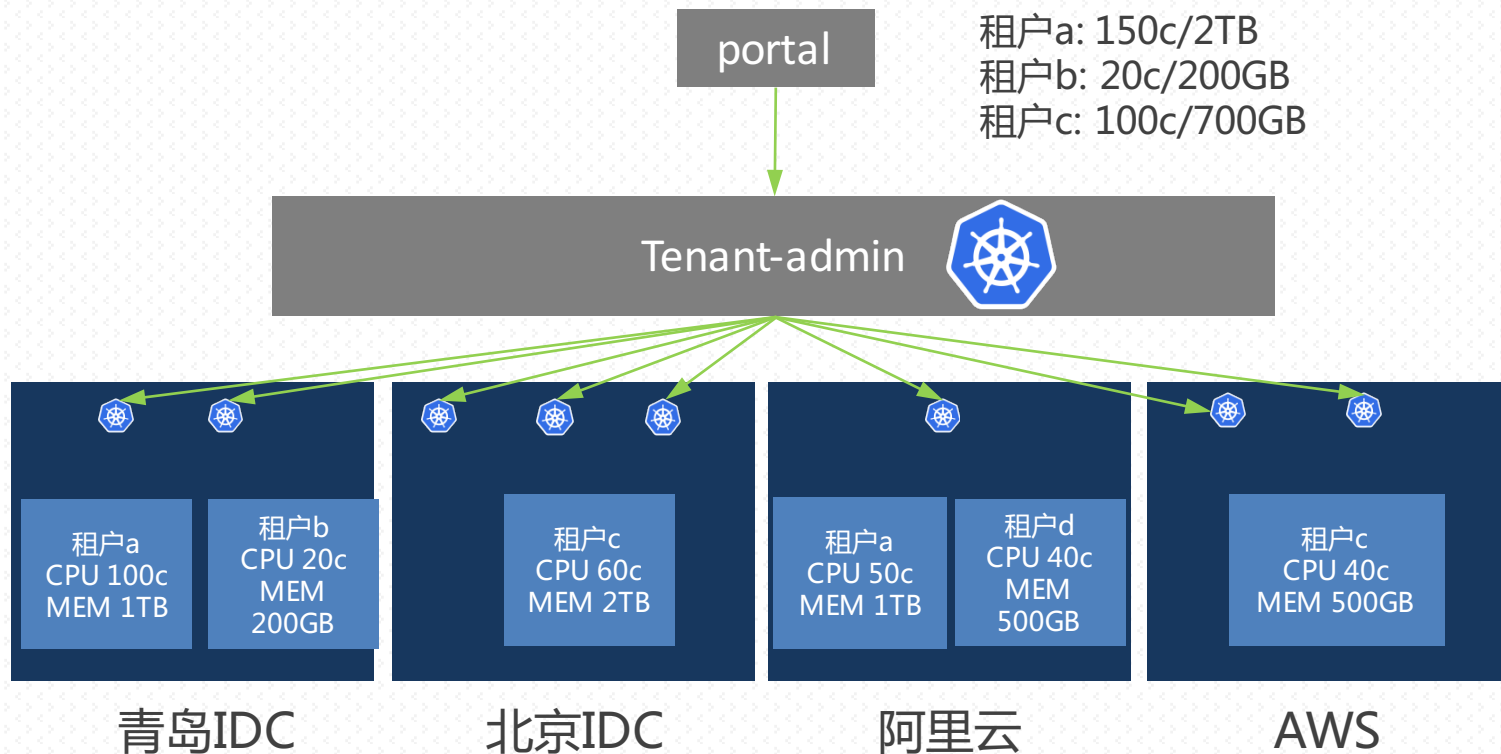 portal
租户a: 150c/2TB
租户b: 20c/200GB
租户c: 100c/700GB
Tenant-admin
租户a
CPU 100c
MEM 1TB
租户b
CPU 20c
MEM
200GB
租户c
CPU 60c
MEM 2TB
租户a
CPU 50c
MEM 1TB
租户d
CPU 40c
MEM
500GB
租户c
CPU 40c
MEM 500GB
青岛IDC
北京IDC
阿里云
AWS